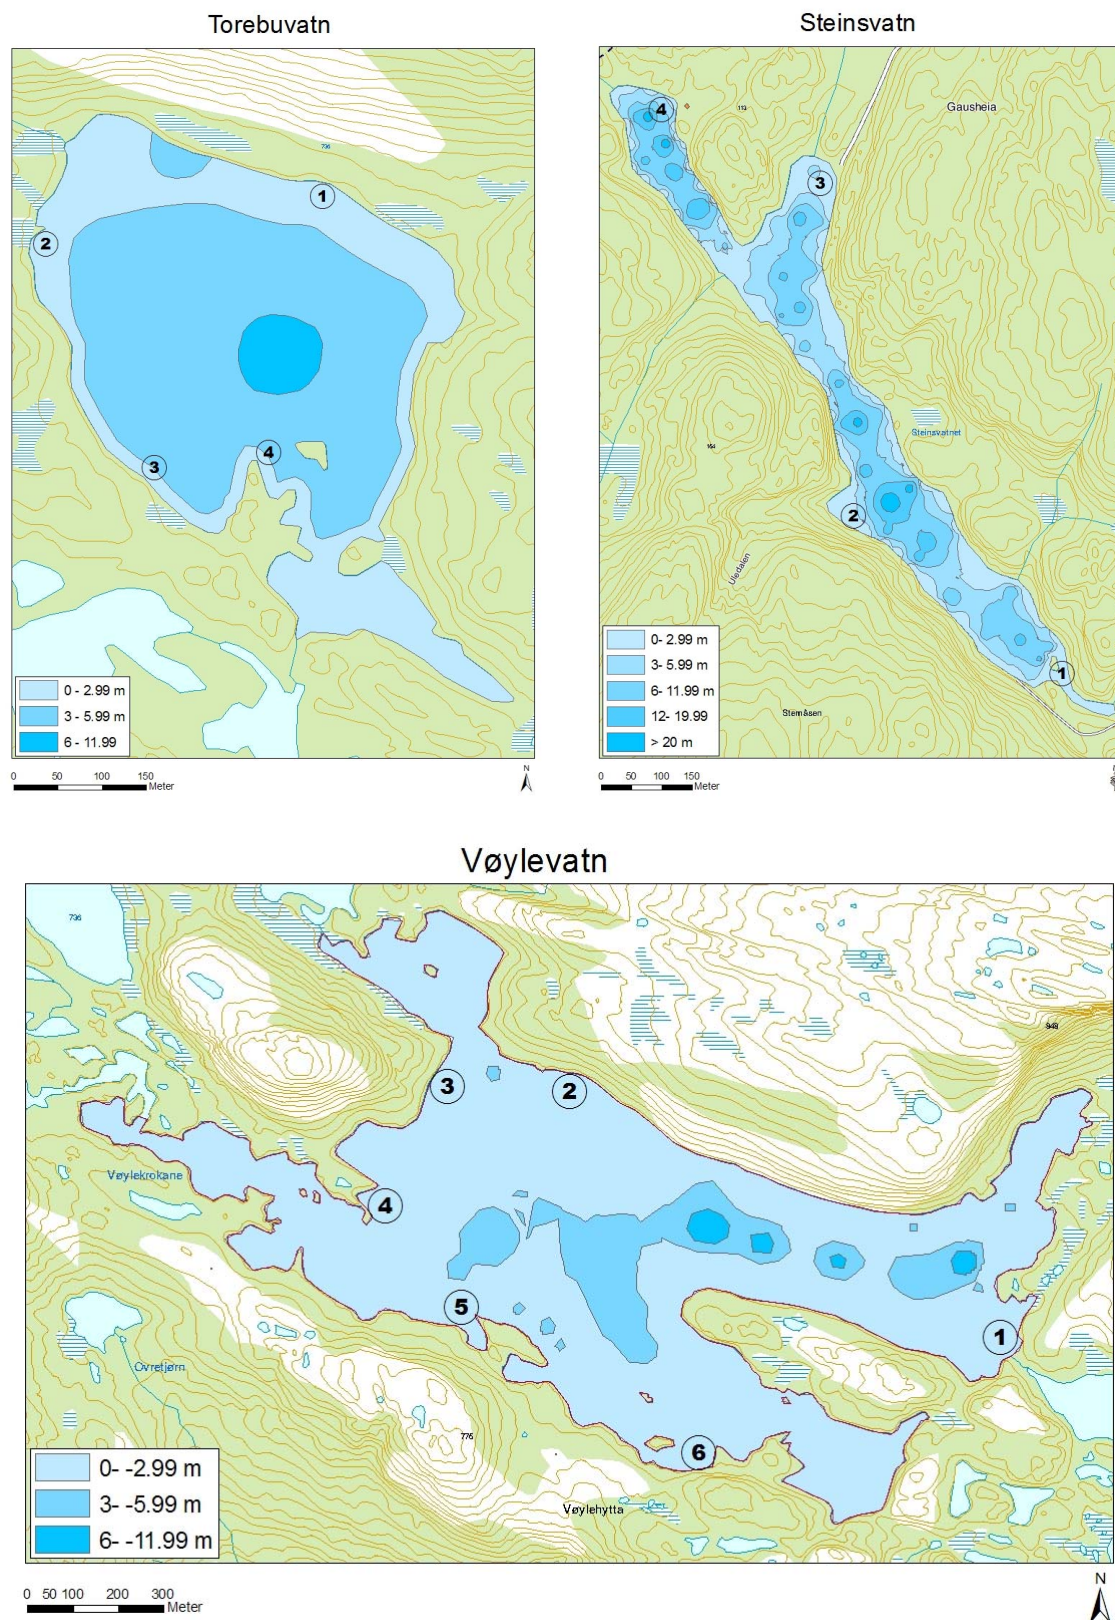 Torebuvatn
Steinsvatn
736
1
2
3
4
0 - 2.99 m
3 - 5.99 m
6 - 11.99
0 50 100 150
Meter
N
113
Gausheia
4
3
Steinsvatnet
164
2
Uledalen
1
Stemåsen
0- 2.99 m
3- 5.99 m
6- 11.99 m
12- 19.99
> 20 m
0 50 100 150
Meter
Vøylevatn
736
948
3
2
Vøylekrokane
4
5
1
Ovretjørn
776
6
Vøylehytta
0- -2.99 m
3- -5.99 m
6- -11.99 m
0 50 100 200 300
Meter
N